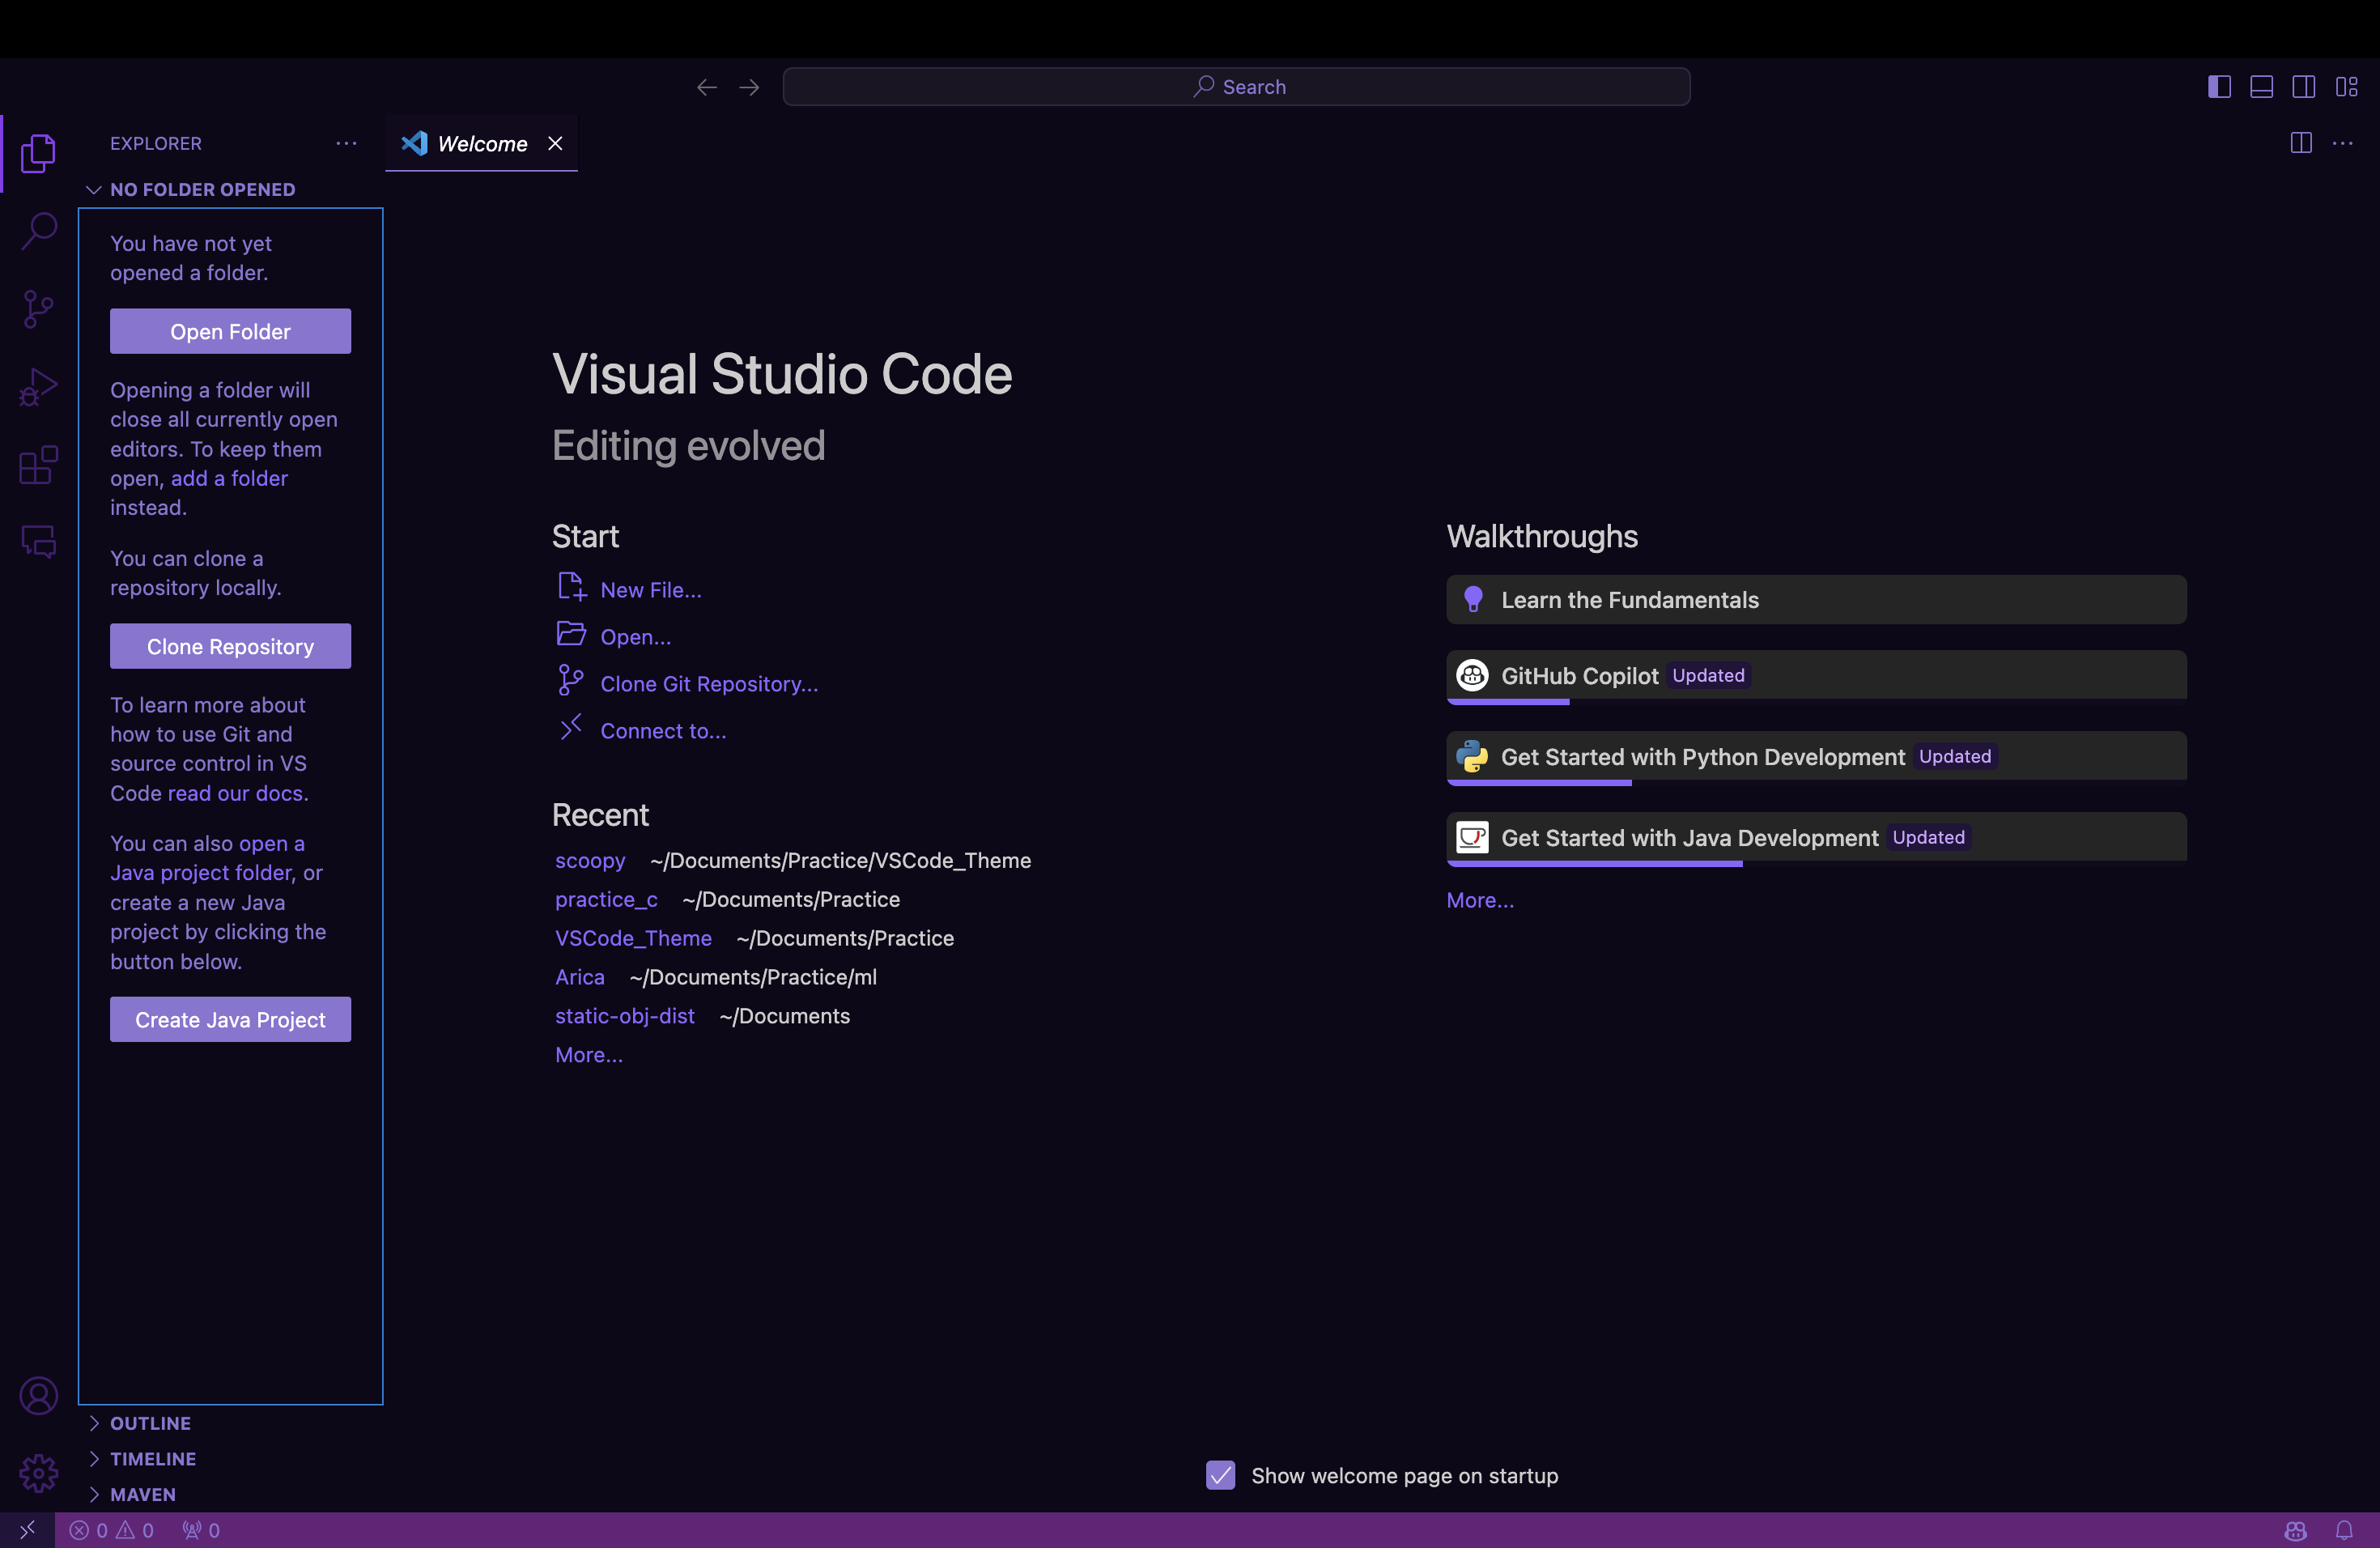 Search
EXPLORER
Welcome
NO FOLDER OPENED
You have not yet
opened a folder.
Open Folder
Opening a folder will
close all currently open
editors. To keep them
open, add a folder
instead.
You can clone a
repository locally.
Clone Repository
To learn more about
how to use Git and
source control in VS
Code read our docs.
You can also open a
Java project folder, or
create a new Java
project by clicking the
button below.
Create Java Project
OUTLINE
TIMELINE
MAVEN
Visual Studio Code
Editing evolved
Start
New File...
Open...
Clone Git Repository...
Connect to...
Recent
scoopy ~/Documents/Practice/VSCode_Theme
practice_c ~/Documents/Practice
VSCode_Theme ~/Documents/Practice
Arica ~/Documents/Practice/ml
static-obj-dist ~/Documents
More...
Walkthroughs
Learn the Fundamentals
GitHub Copilot Updated
Get Started with Python Development Updated
Get Started with Java Development Updated
More...
Show welcome page on startup
0 0 0